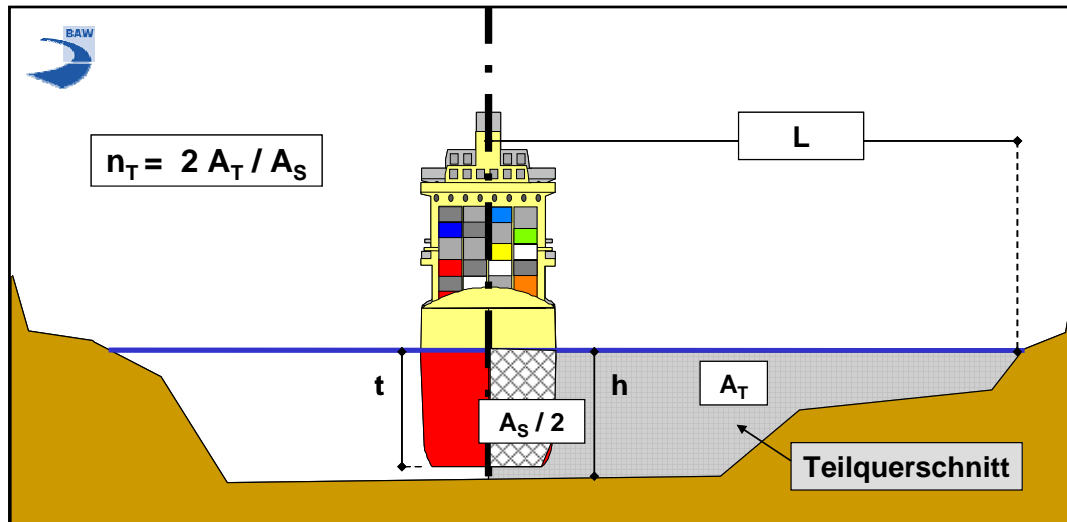 BAW
L
n_T = 2 A_T / A_S
t
h
A_T
A_S / 2
Teilquerschnitt